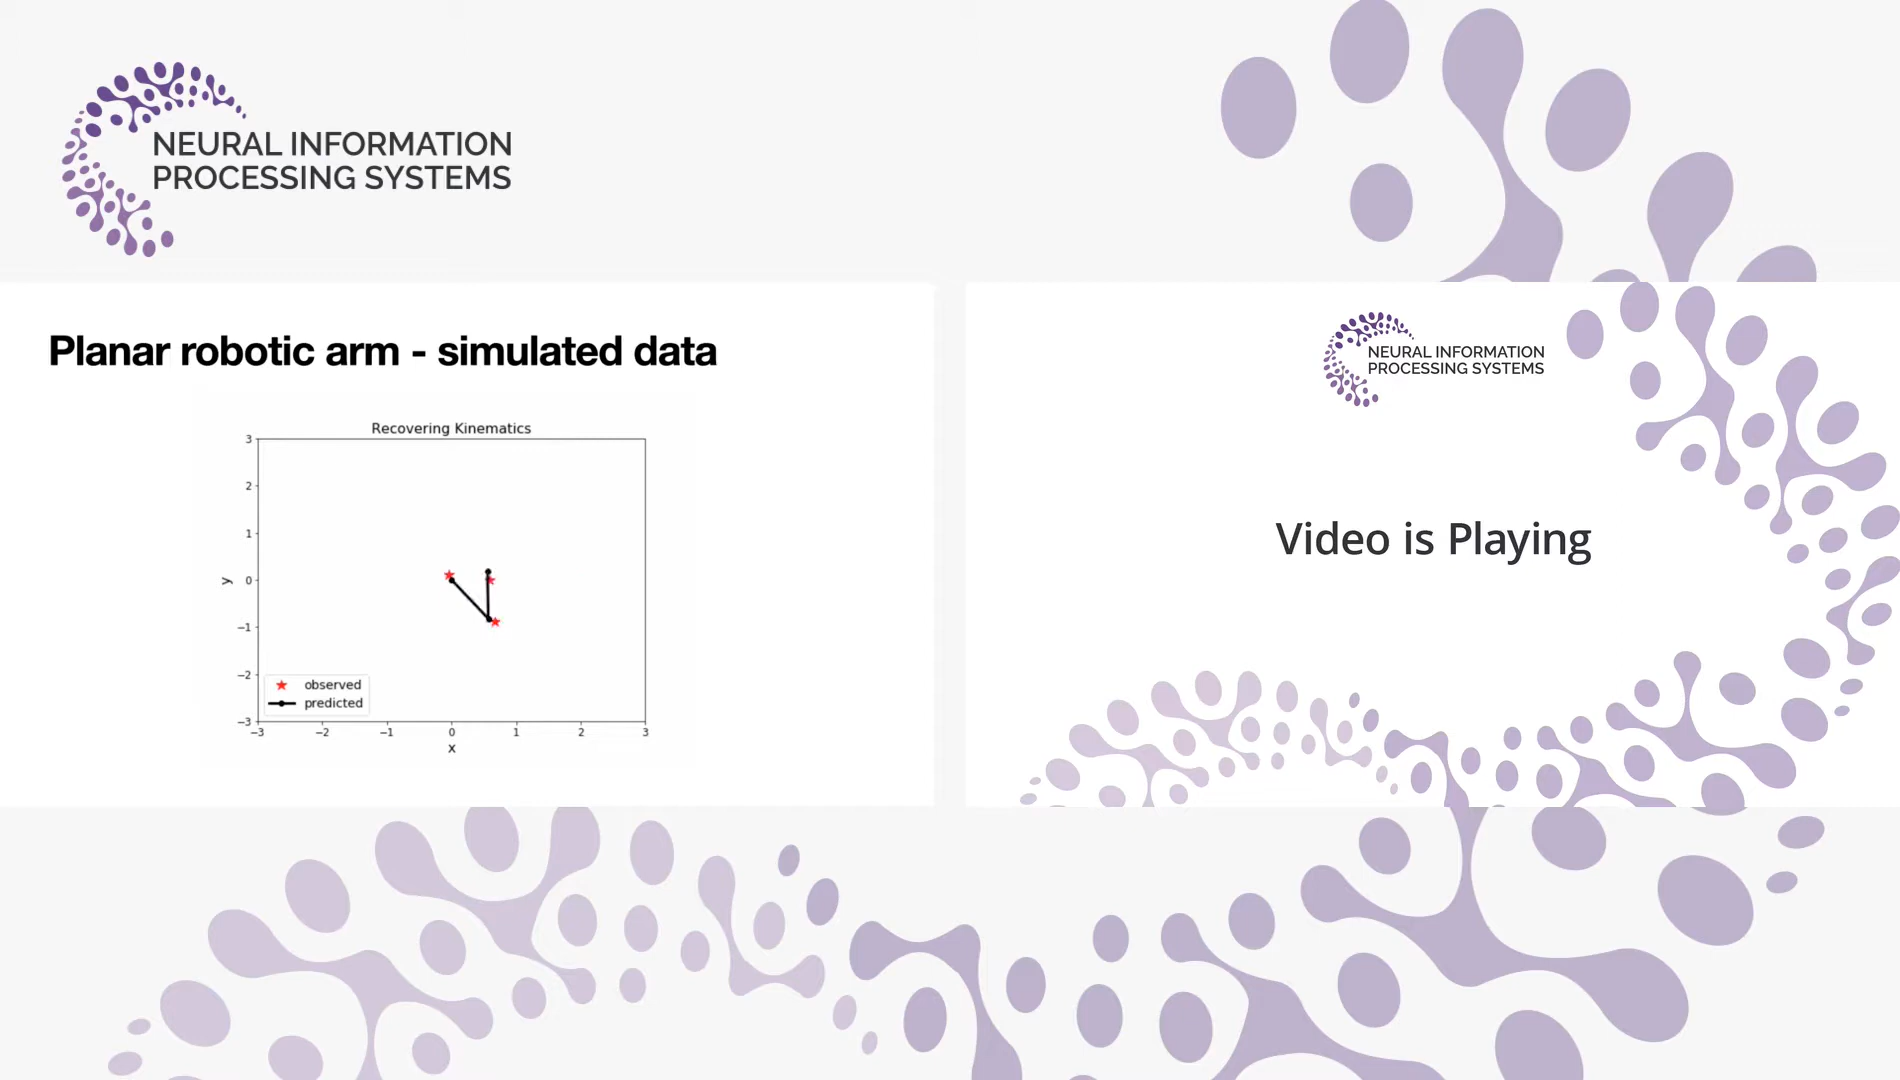 NEURAL INFORMATION
PROCESSING SYSTEMS
Planar robotic arm - simulated data
Recovering Kinematics
3
2
1
0
−1
−2
−3
y
observed
predicted
−3
−2
−1
0
1
2
3
x
NEURAL INFORMATION
PROCESSING SYSTEMS
Video is Playing